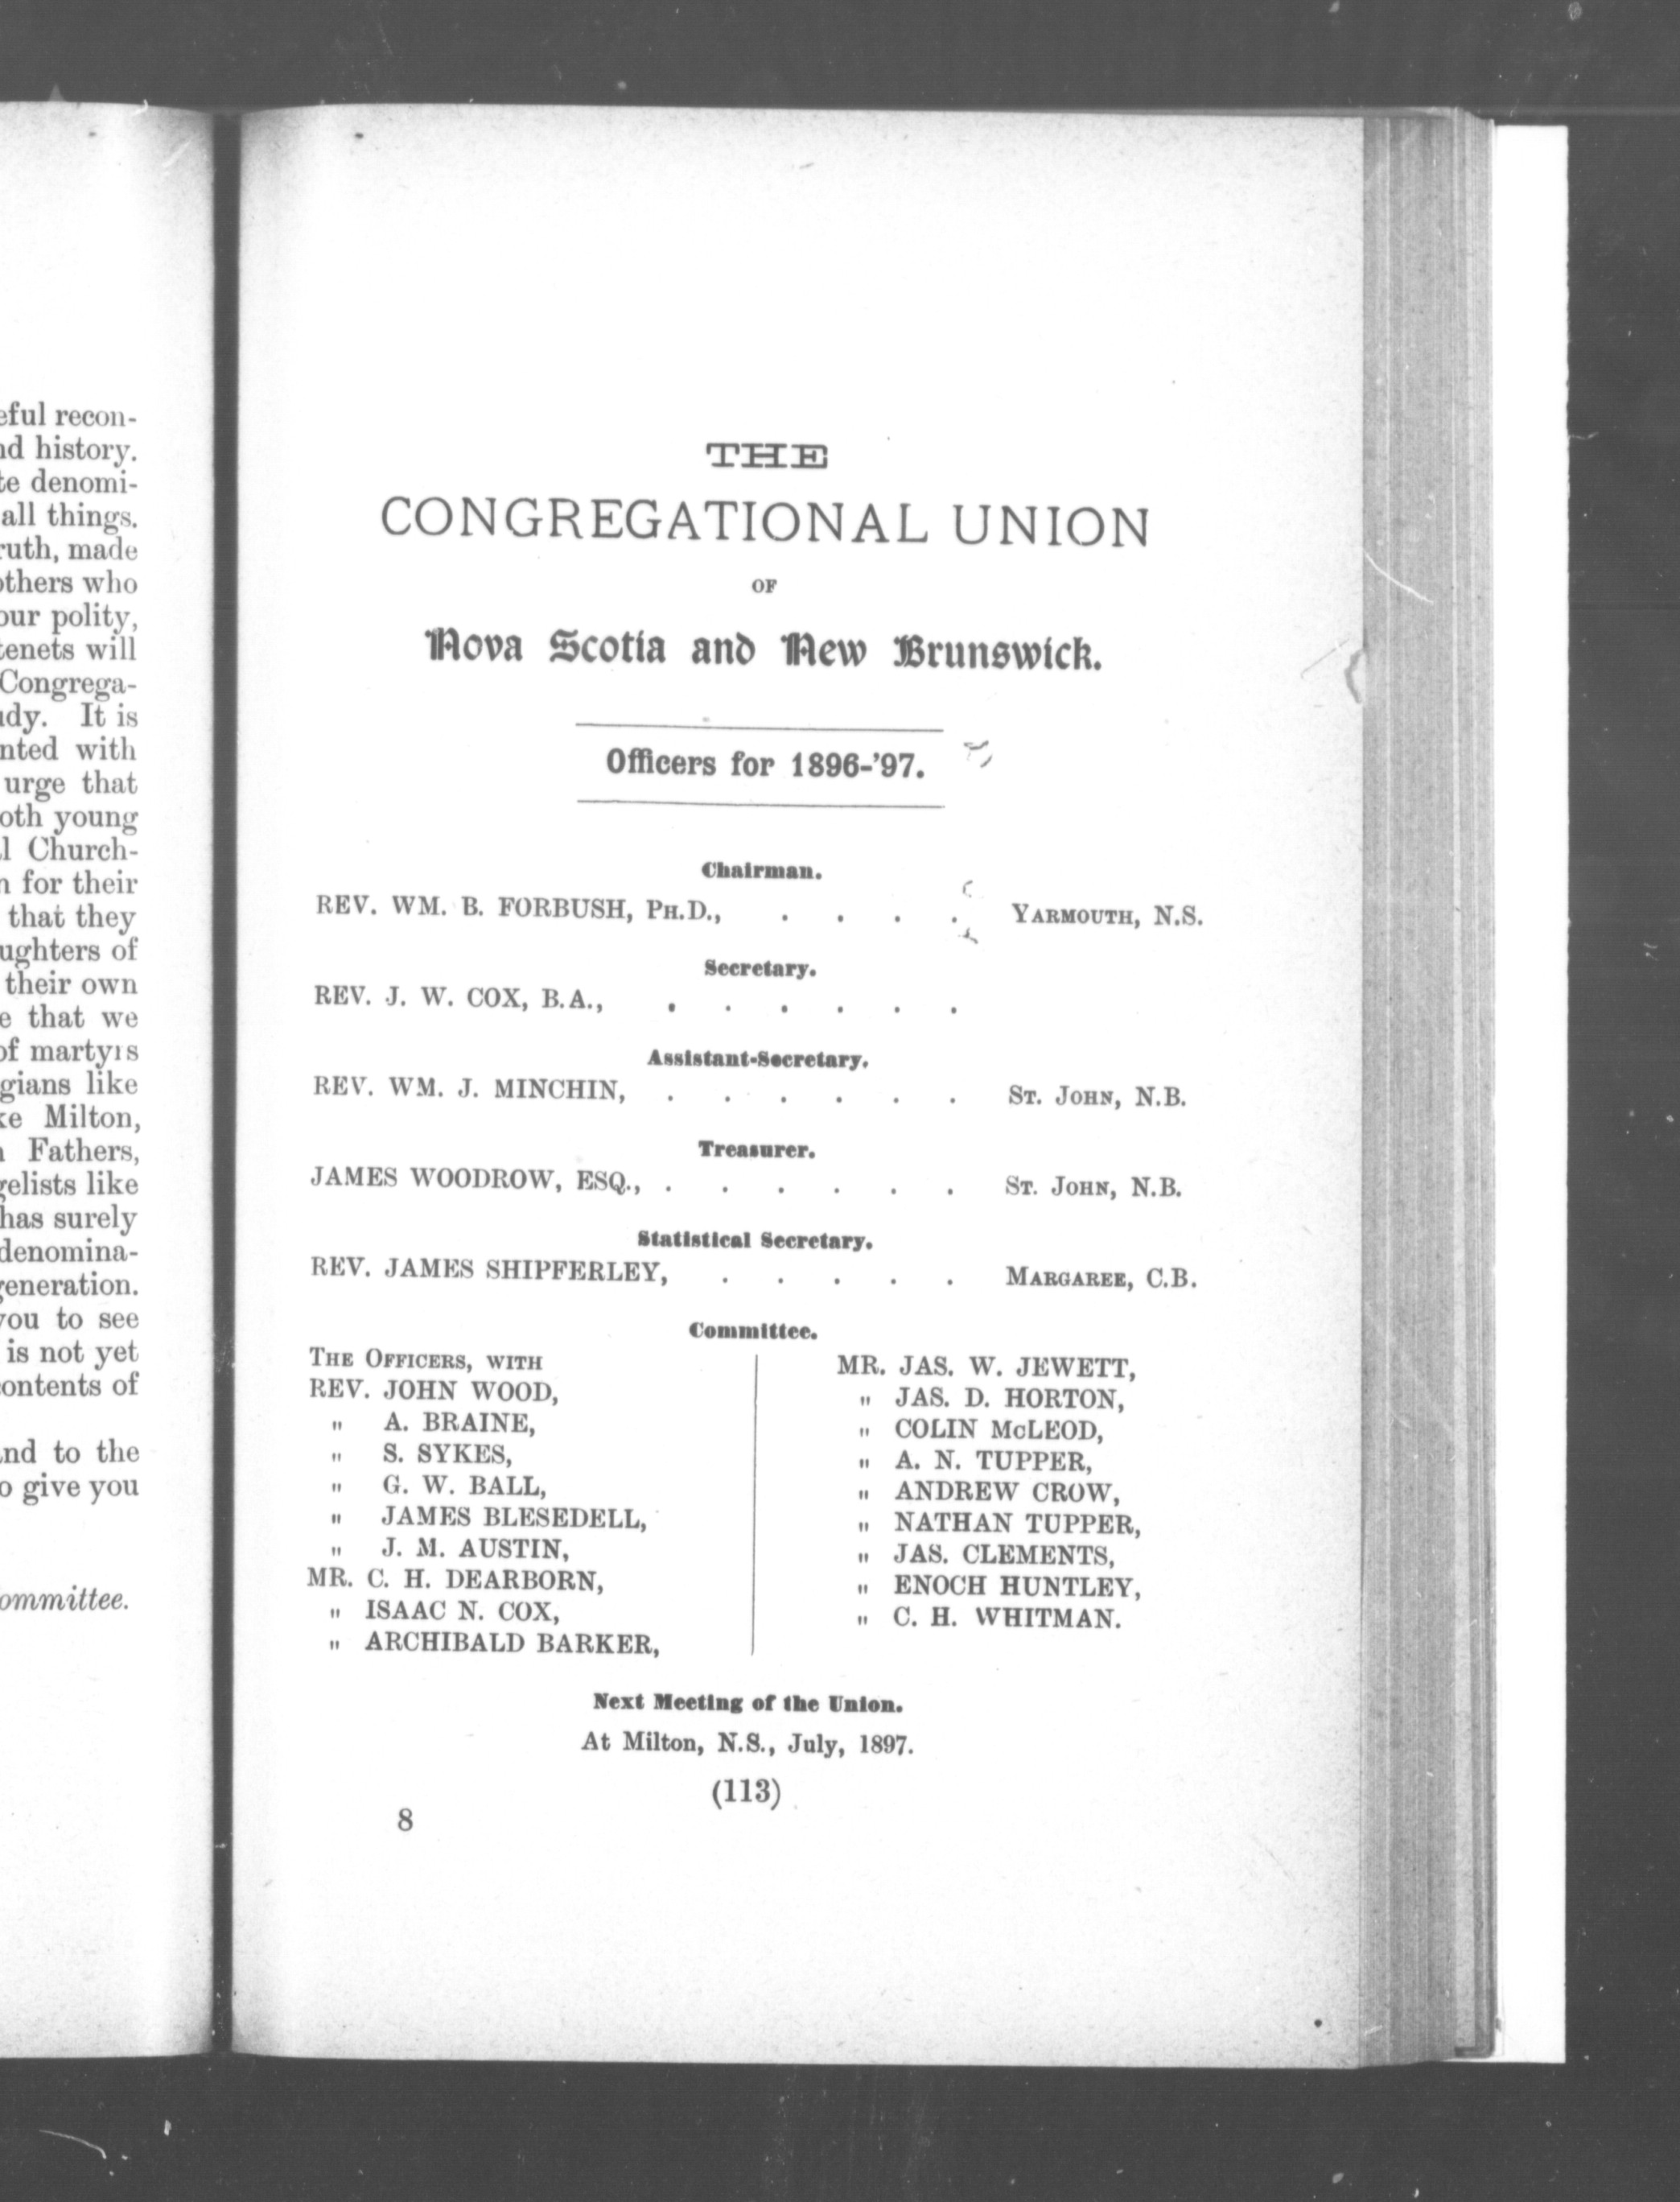 eful recon-
nd history.
te denomi-
all things.
ruth, made
others who
our polity,
tenets will
Congrega-
udy. It is
nted with
urge that
oth young
l Church-
n for their
that they
ughters of
their own
e that we
of martyrs
gians like
ke Milton,
n Fathers,
gelists like
has surely
denomina-
generation.
you to see
is not yet
contents of
and to the
o give you
ommittee.
THE
CONGREGATIONAL UNION
OF
Nova Scotia and New Brunswick.
Officers for 1896-'97.
Chairman.
REV. WM. B. FORBUSH, PH.D., . . . . YARMOUTH, N.S.
Secretary.
REV. J. W. COX, B.A., . . . . . .
Assistant-Secretary.
REV. WM. J. MINCHIN, . . . . . . ST. JOHN, N.B.
Treasurer.
JAMES WOODROW, ESQ., . . . . . . ST. JOHN, N.B.
Statistical Secretary.
REV. JAMES SHIPFERLEY, . . . . . MARGAREE, C.B.
Committee.
THE OFFICERS, WITH
REV. JOHN WOOD,
" A. BRAINE,
" S. SYKES,
" G. W. BALL,
" JAMES BLESEDELL,
" J. M. AUSTIN,
MR. C. H. DEARBORN,
" ISAAC N. COX,
" ARCHIBALD BARKER,
MR. JAS. W. JEWETT,
" JAS. D. HORTON,
" COLIN McLEOD,
" A. N. TUPPER,
" ANDREW CROW,
" NATHAN TUPPER,
" JAS. CLEMENTS,
" ENOCH HUNTLEY,
" C. H. WHITMAN.
Next Meeting of the Union.
At Milton, N.S., July, 1897.
(113)
8